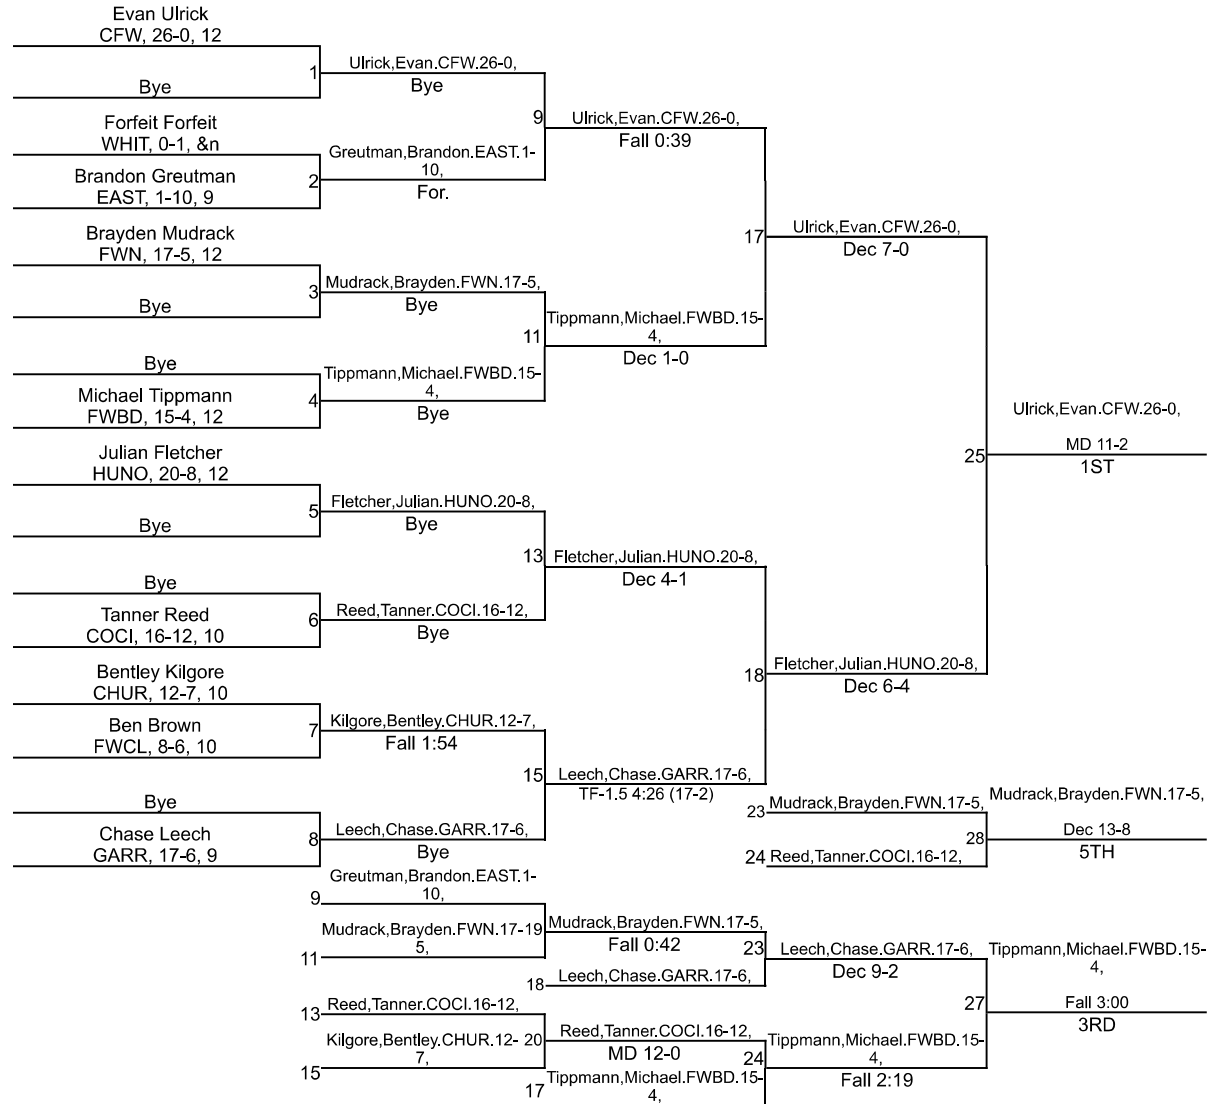 Evan Ulrick
CFW, 26-0, 12
Bye
1
Ulrick,Evan.CFW.26-0,
Bye
Forfeit Forfeit
WHIT, 0-1, &n
Brandon Greutman
EAST, 1-10, 9
2
Greutman,Brandon.EAST.1-
10,
For.
9
Ulrick,Evan.CFW.26-0,
Fall 0:39
Brayden Mudrack
FWN, 17-5, 12
Bye
3
Mudrack,Brayden.FWN.17-5,
Bye
Bye
Michael Tippmann
FWBD, 15-4, 12
4
Tippmann,Michael.FWBD.15-
4,
Bye
11
Tippmann,Michael.FWBD.15-
4,
Dec 1-0
17
Ulrick,Evan.CFW.26-0,
Dec 7-0
Julian Fletcher
HUNO, 20-8, 12
Bye
5
Fletcher,Julian.HUNO.20-8,
Bye
Bye
Tanner Reed
COCI, 16-12, 10
6
Reed,Tanner.COCI.16-12,
Bye
13
Fletcher,Julian.HUNO.20-8,
Dec 4-1
Bentley Kilgore
CHUR, 12-7, 10
Ben Brown
FWCL, 8-6, 10
7
Kilgore,Bentley.CHUR.12-7,
Fall 1:54
Bye
Chase Leech
GARR, 17-6, 9
8
Leech,Chase.GARR.17-6,
Bye
15
Leech,Chase.GARR.17-6,
TF-1.5 4:26 (17-2)
18
Fletcher,Julian.HUNO.20-8,
Dec 6-4
25
Ulrick,Evan.CFW.26-0,
MD 11-2
1ST
23
Mudrack,Brayden.FWN.17-5,
24
Reed,Tanner.COCI.16-12,
28
Mudrack,Brayden.FWN.17-5,
Dec 13-8
5TH
9
Greutman,Brandon.EAST.1-
10,
11
Mudrack,Brayden.FWN.17-
5,
19
Mudrack,Brayden.FWN.17-5,
Fall 0:42
18
Leech,Chase.GARR.17-6,
23
Leech,Chase.GARR.17-6,
Dec 9-2
13
Reed,Tanner.COCI.16-12,
15
Kilgore,Bentley.CHUR.12-
7,
20
Reed,Tanner.COCI.16-12,
MD 12-0
17
Tippmann,Michael.FWBD.15-
4,
24
Tippmann,Michael.FWBD.15-
4,
Fall 2:19
27
Tippmann,Michael.FWBD.15-
4,
Fall 3:00
3RD